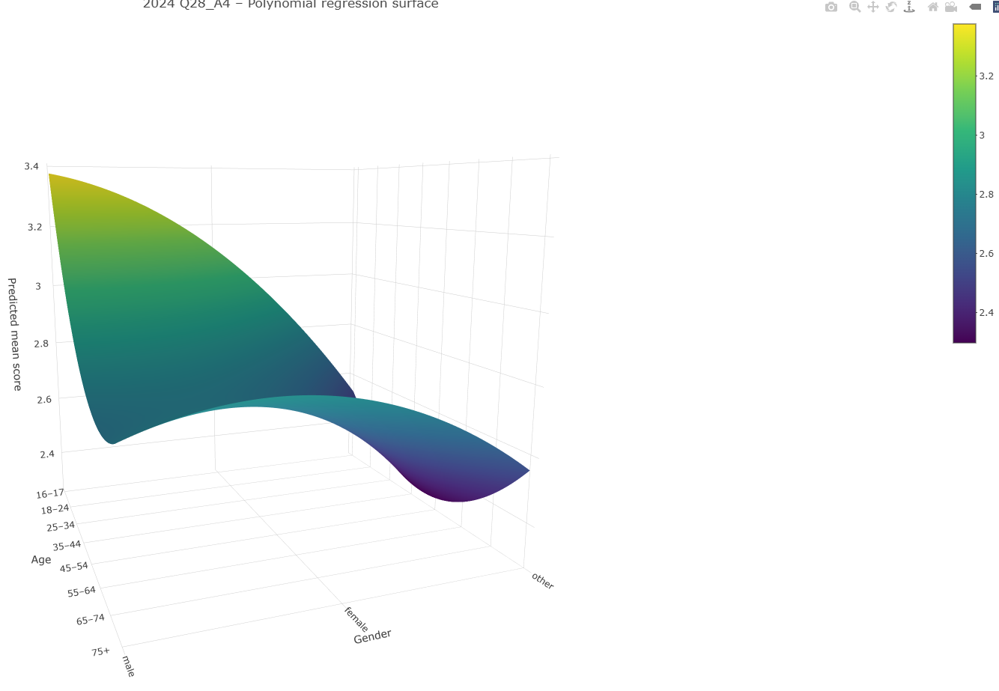 2024 Q28_A4 – Polynomial regression surface
3.4
3.2
3
2.8
2.6
2.4
Predicted mean score
16–17
18–24
25–34
35–44
45–54
55–64
65–74
75+
Age
male
female
other
Gender
3.2
3
2.8
2.6
2.4